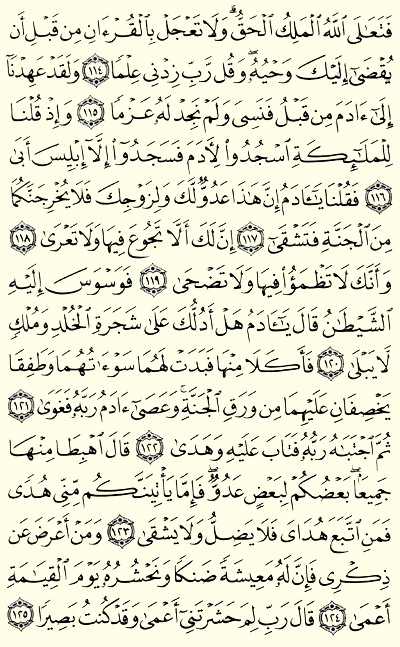 فَتَعَٰلَى ٱللَّهُ ٱلْمَلِكُ ٱلْحَقُّ ۗ وَلَا تَعْجَلْ بِٱلْقُرْءَانِ مِن قَبْلِ أَن
يُقْضَىٰٓ إِلَيْكَ وَحْيُهُۥ ۖ وَقُل رَّبِّ زِدْنِى عِلْمًا ١١٤ وَلَقَدْ عَهِدْنَآ
إِلَىٰٓ ءَادَمَ مِن قَبْلُ فَنَسِىَ وَلَمْ نَجِدْ لَهُۥ عَزْمًا ١١٥ وَإِذْ قُلْنَا
لِلْمَلَٰٓئِكَةِ ٱسْجُدُوا۟ لِءَادَمَ فَسَجَدُوٓا۟ إِلَّآ إِبْلِيسَ أَبَىٰ
١١٦ فَقُلْنَا يَٰٓـَٔادَمُ إِنَّ هَٰذَا عَدُوٌّ لَّكَ وَلِزَوْجِكَ فَلَا يُخْرِجَنَّكُمَا
مِنَ ٱلْجَنَّةِ فَتَشْقَىٰٓ ١١٧ إِنَّ لَكَ أَلَّا تَجُوعَ فِيهَا وَلَا تَعْرَىٰ ١١٨
وَأَنَّكَ لَا تَظْمَؤُا۟ فِيهَا وَلَا تَضْحَىٰ ١١٩ فَوَسْوَسَ إِلَيْهِ
ٱلشَّيْطَٰنُ قَالَ يَٰٓـَٔادَمُ هَلْ أَدُلُّكَ عَلَىٰ شَجَرَةِ ٱلْخُلْدِ وَمُلْكٍ
لَّا يَبْلَىٰ ١٢٠ فَأَكَلَا مِنْهَا فَبَدَتْ لَهُمَا سَوْءَٰتُهُمَا وَطَفِقَا
يَخْصِفَانِ عَلَيْهِمَا مِن وَرَقِ ٱلْجَنَّةِ ۚ وَعَصَىٰٓ ءَادَمُ رَبَّهُۥ فَغَوَىٰ ١٢١
ثُمَّ ٱجْتَبَٰهُ رَبُّهُۥ فَتَابَ عَلَيْهِ وَهَدَىٰ ١٢٢ قَالَ ٱهْبِطَا مِنْهَا
جَمِيعًۢا ۖ بَعْضُكُمْ لِبَعْضٍ عَدُوٌّ ۖ فَإِمَّا يَأْتِيَنَّكُم مِّنِّى هُدًى
فَمَنِ ٱتَّبَعَ هُدَاىَ فَلَا يَضِلُّ وَلَا يَشْقَىٰ ١٢٣ وَمَنْ أَعْرَضَ عَن
ذِكْرِى فَإِنَّ لَهُۥ مَعِيشَةً ضَنكًا وَنَحْشُرُهُۥ يَوْمَ ٱلْقِيَٰمَةِ
أَعْمَىٰ ١٢٤ قَالَ رَبِّ لِمَ حَشَرْتَنِىٓ أَعْمَىٰ وَقَدْ كُنتُ بَصِيرًا ١٢٥